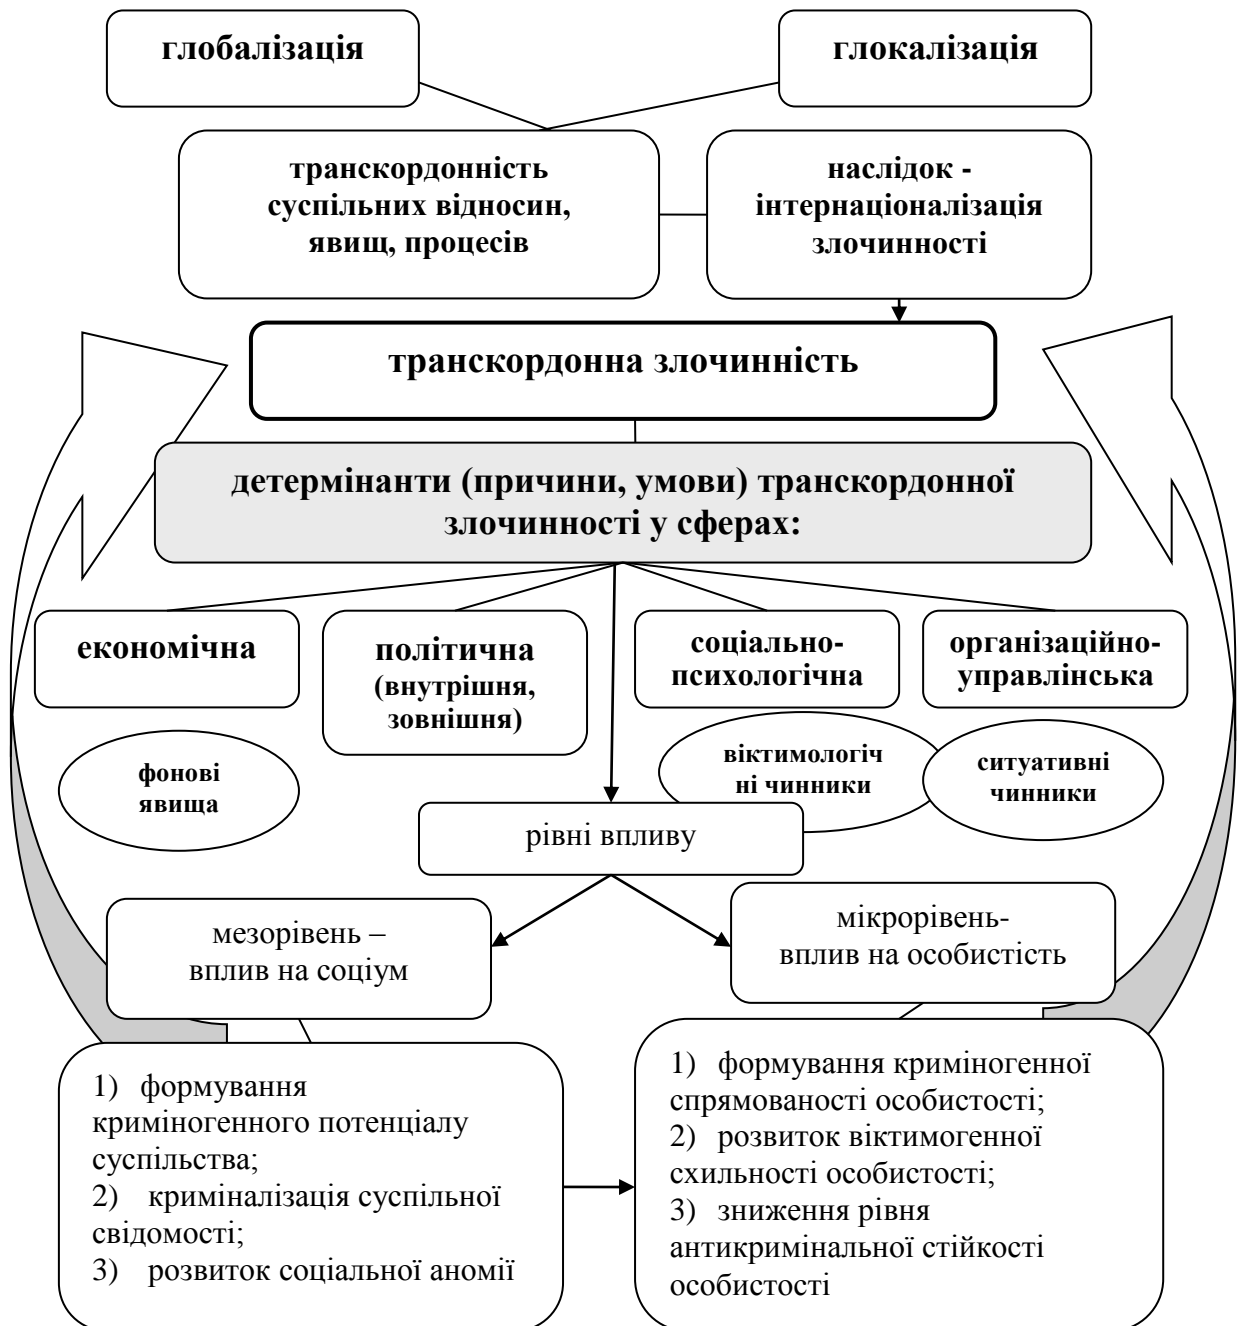 глобалізація
глокалізація
транскордонність
суспільних відносин,
явищ, процесів
наслідок -
інтернаціоналізація
злочинності
транскордонна злочинність
детермінанти (причини, умови) транскордонної
злочинності у сферах:
економічна
політична
(внутрішня,
зовнішня)
соціально-
психологічна
організаційно-
управлінська
фонові
явища
віктимологіч
ні чинники
ситуативні
чинники
рівні впливу
мезорівень –
вплив на соціум
мікрорівень-
вплив на особистість
1) формування
криміногенного потенціалу
суспільства;
2) криміналізація суспільної
свідомості;
3) розвиток соціальної аномії
1) формування криміногенної
спрямованості особистості;
2) розвиток віктимогенної
схильності особистості;
3) зниження рівня
антикримінальної стійкості
особистості